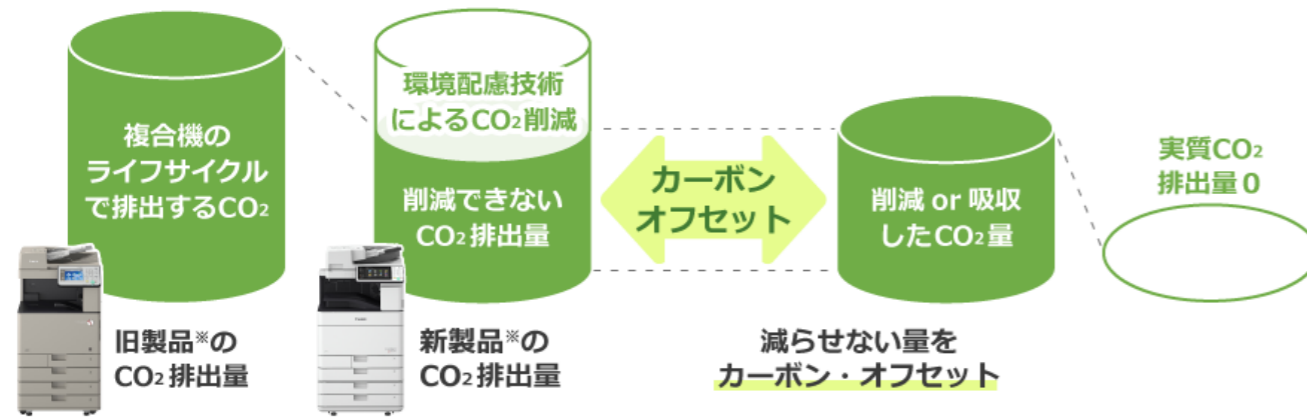 複合機の
ライフサイクル
で排出するCO₂
旧製品※の
CO₂排出量
環境配慮技術
によるCO₂削減
削減できない
CO₂排出量
新製品※の
CO₂排出量
カーボン
オフセット
削減 or 吸収
したCO₂量
減らせない量を
カーボン・オフセット
実質CO₂
排出量0